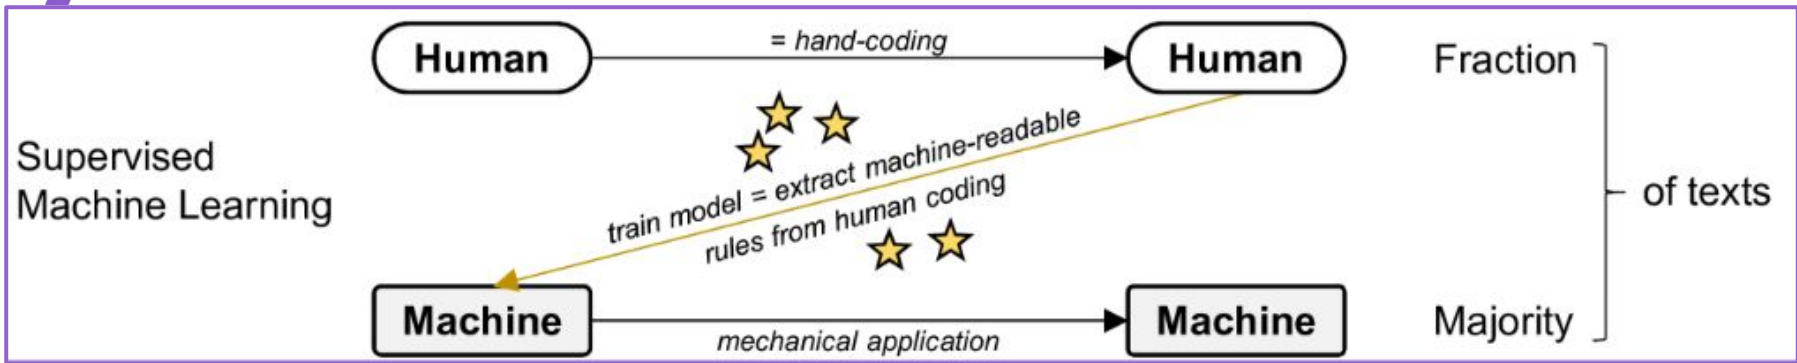 Human
= hand-coding
Human
Fraction
Supervised
Machine Learning
train model = extract machine-readable
rules from human coding
of texts
Machine
mechanical application
Machine
Majority